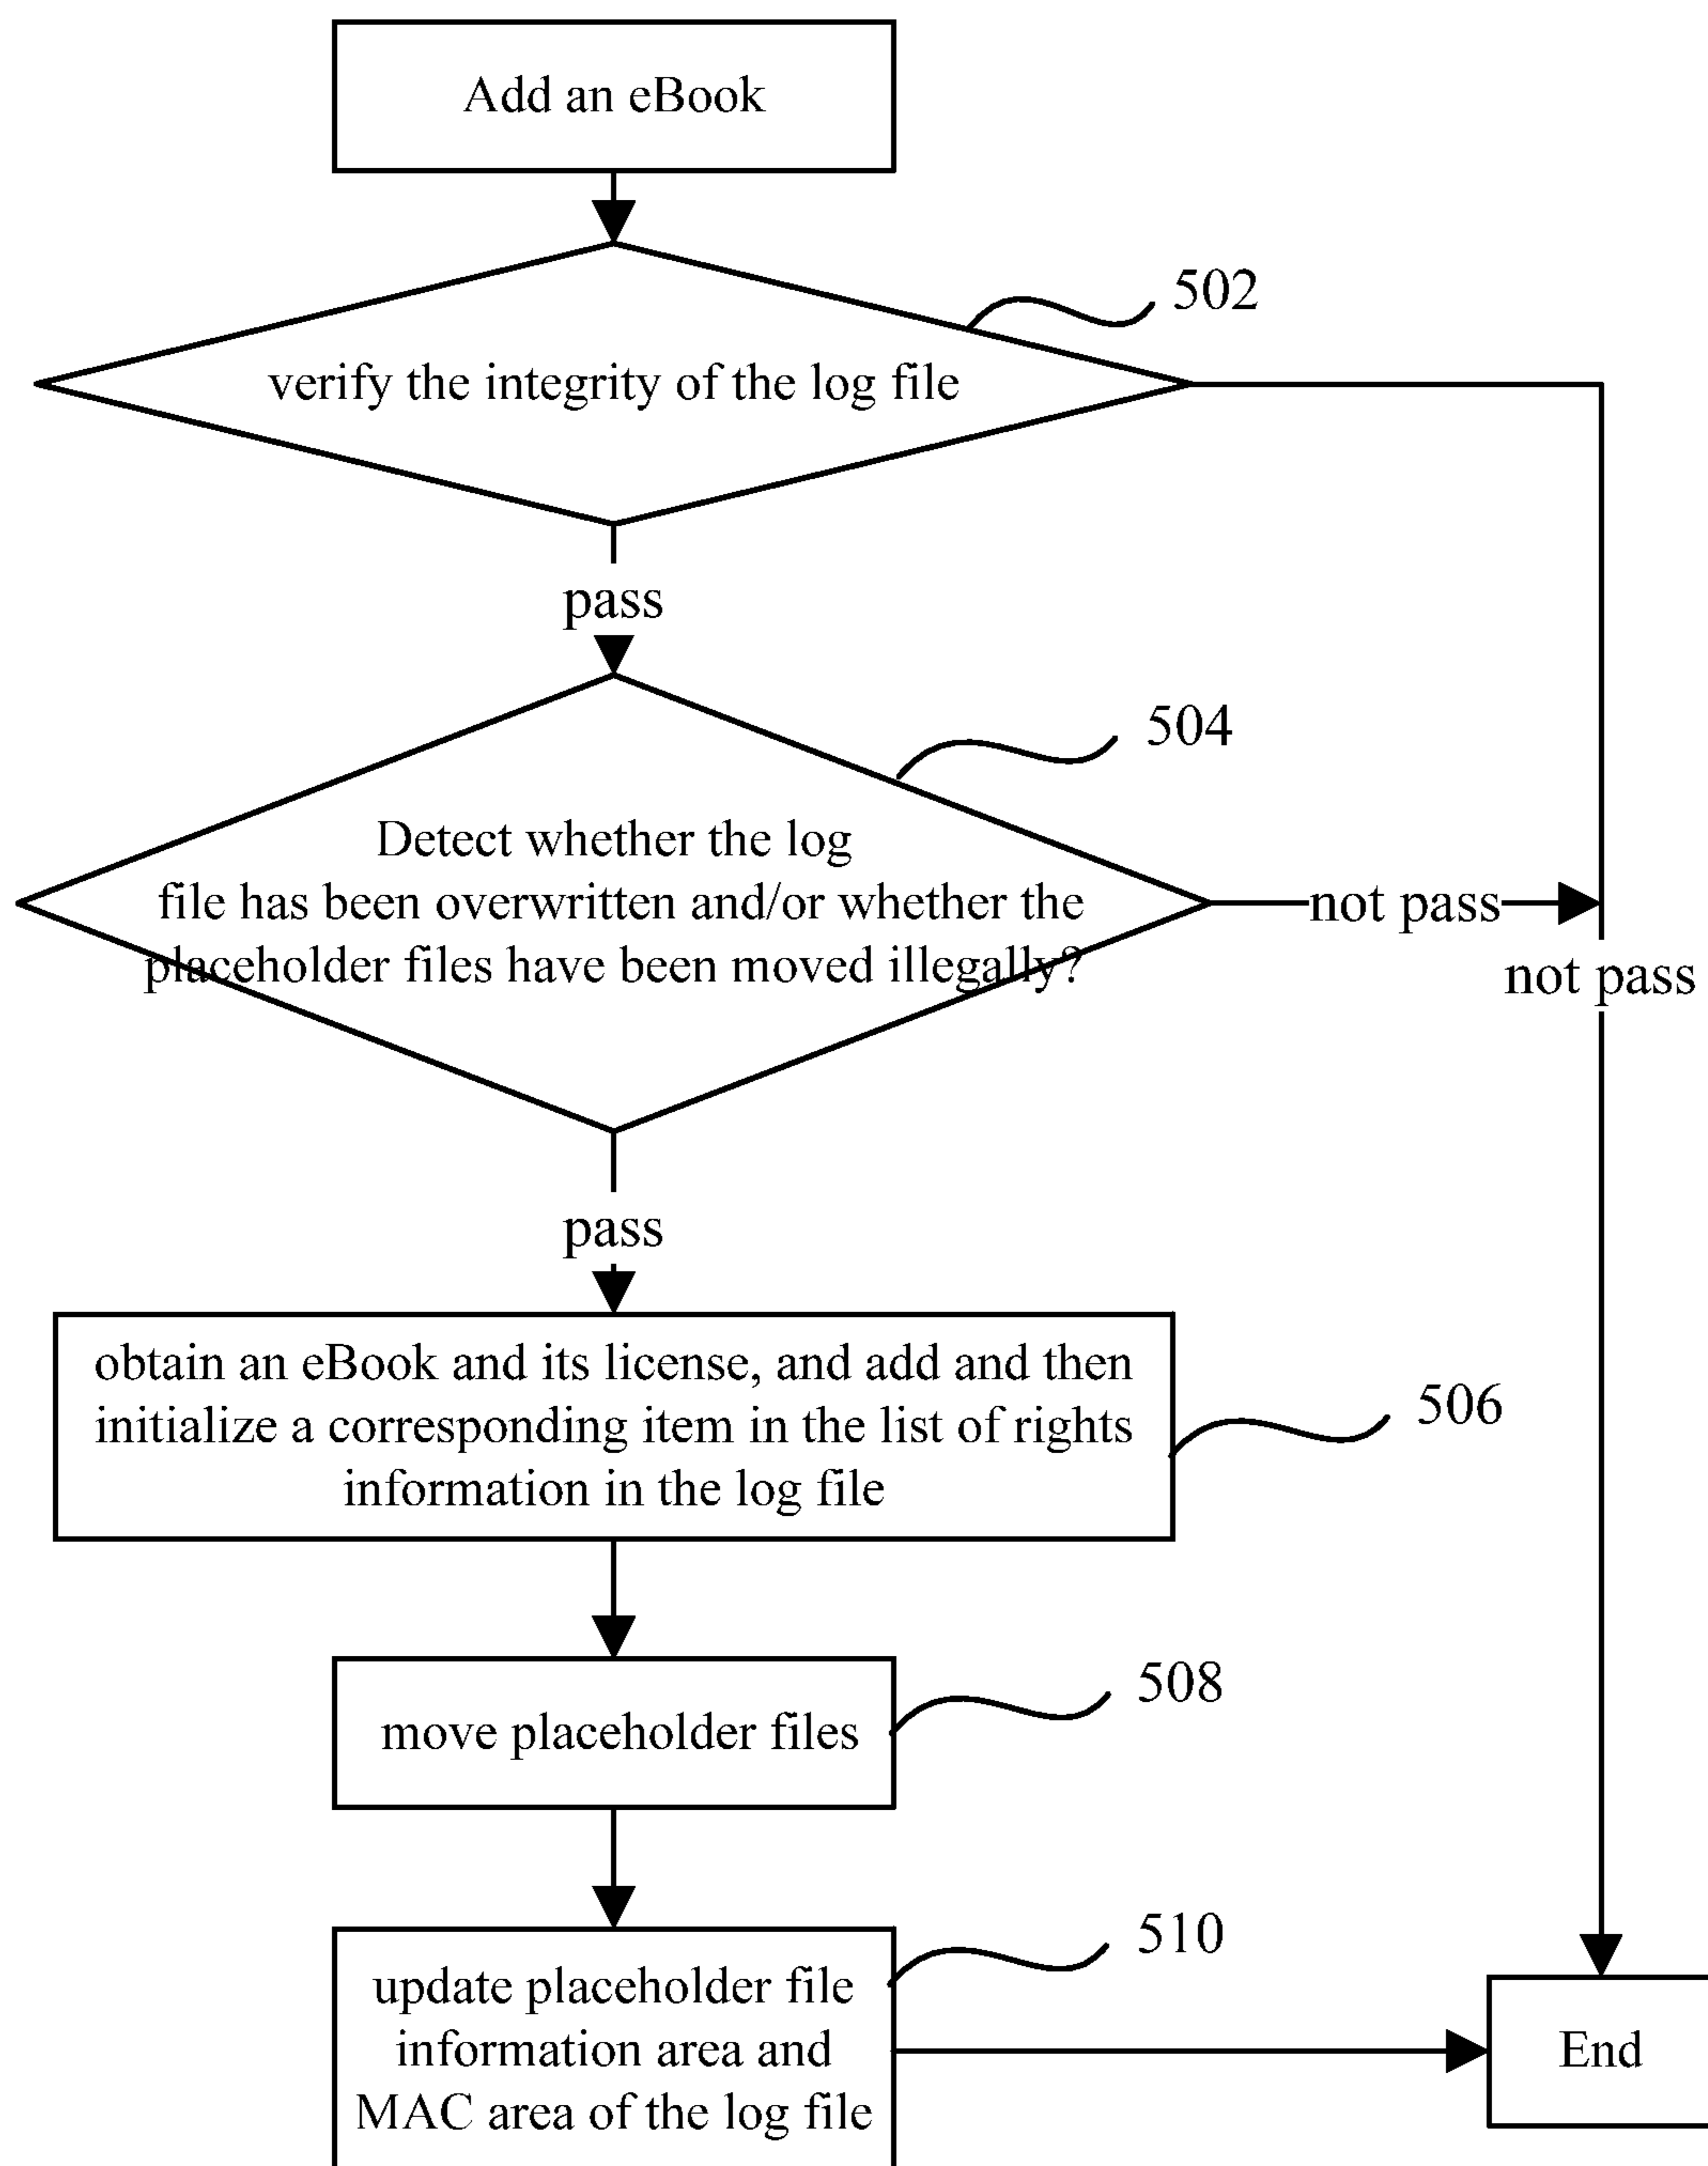 Add an eBook
502
verify the integrity of the log file
pass
504
Detect whether the log
file has been overwritten and/or whether the
placeholder files have been moved illegally?
not pass
not pass
pass
obtain an eBook and its license, and add and then
initialize a corresponding item in the list of rights
information in the log file
506
move placeholder files
508
510
update placeholder file
information area and
MAC area of the log file
End